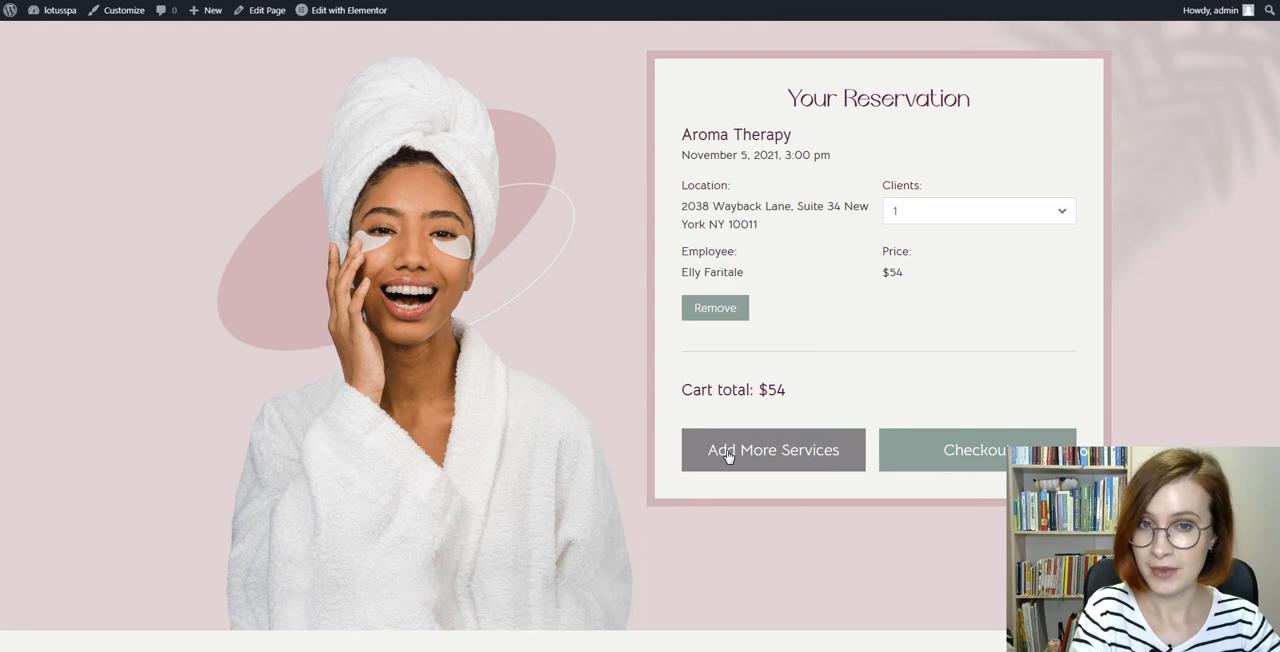 lotusspa Customize 0 New Edit Page Edit with Elementor Howdy, admin
Your Reservation
Aroma Therapy
November 5, 2021, 3:00 pm
Location:
2038 Wayback Lane, Suite 34 New
York NY 10011
Clients:
1
Employee:
Elly Faritale
Price:
$54
Remove
Cart total: $54
Add More Services
Checkou